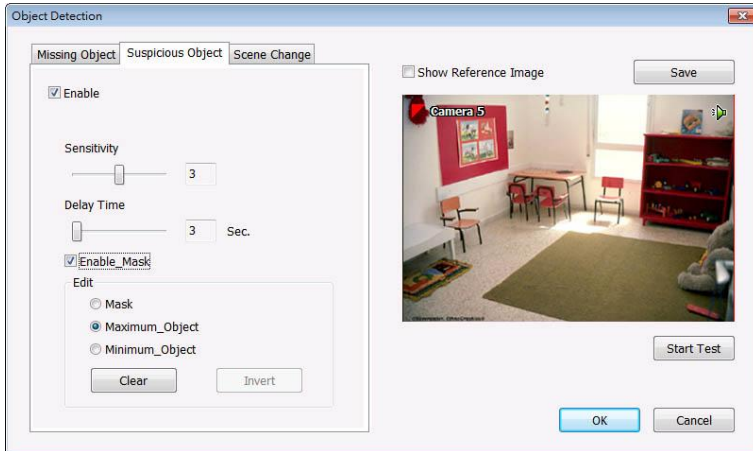 Object Detection
Missing Object Suspicious Object Scene Change
Enable
Sensitivity
3
Delay Time
3 Sec.
Enable_Mask
Edit
Mask
Maximum_Object
Minimum_Object
Clear Invert
Show Reference Image Save
Camera 5
Start Test
OK Cancel